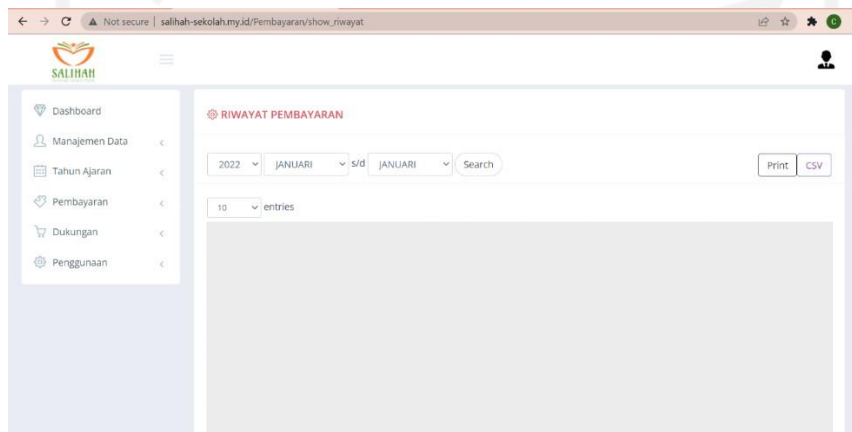 Not secure | salihah-sekolah.my.id/Pembayaran/show_riwayat
C
SALIHAH
Dashboard
Manajemen Data
Tahun Ajaran
Pembayaran
Dukungan
Penggunaan
RIWAYAT PEMBAYARAN
2022 JANUARI s/d JANUARI Search Print CSV
10 entries